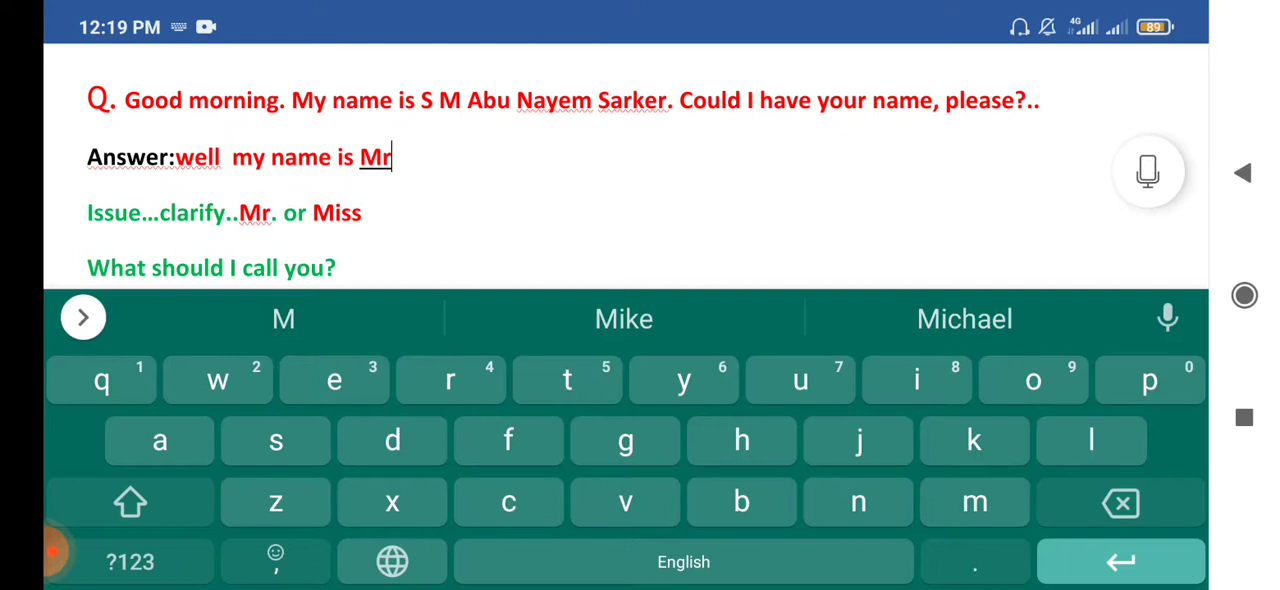 12:19 PM 4G 89
Q. Good morning. My name is S M Abu Nayem Sarker. Could I have your name, please?..
Answer:well my name is Mr
Issue...clarify..Mr. or Miss
What should I call you?
M Mike Michael
q 1 w 2 e 3 r 4 t 5 y 6 u 7 i 8 o 9 p 0
a s d f g h j k l
z x c v b n m
?123 , English .